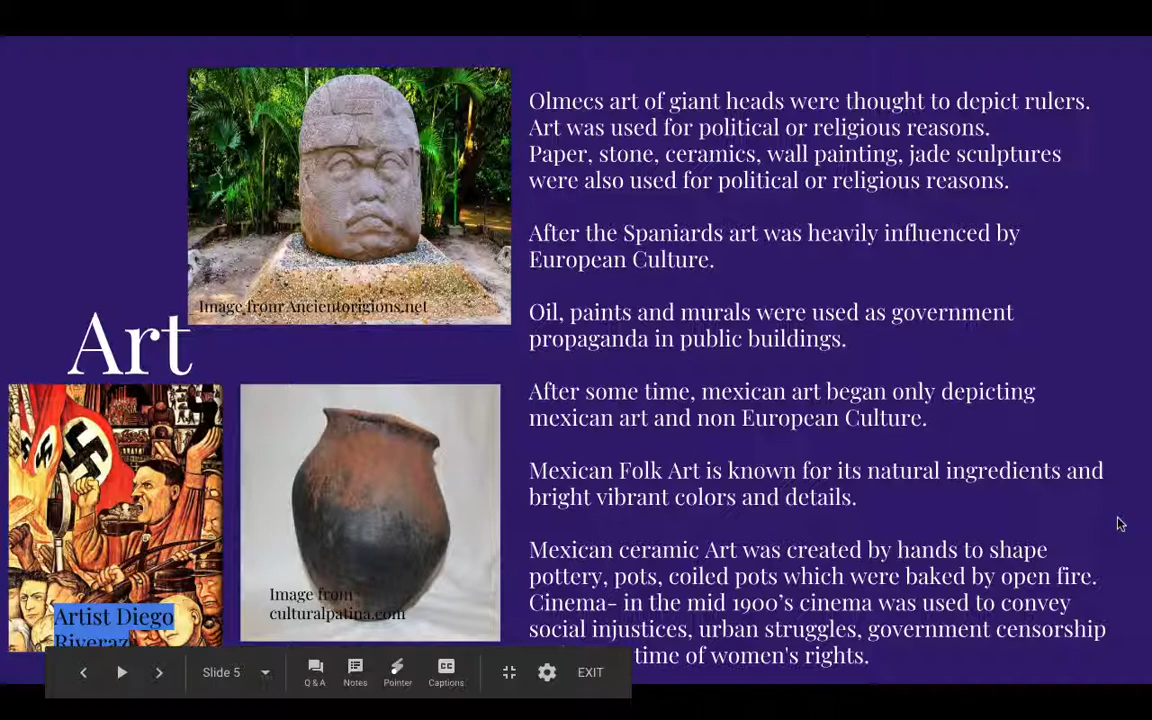 Olmecs art of giant heads were thought to depict rulers.
Art was used for political or religious reasons.
Paper, stone, ceramics, wall painting, jade sculptures
were also used for political or religious reasons.
After the Spaniards art was heavily influenced by
European Culture.
Oil, paints and murals were used as government
propaganda in public buildings.
After some time, mexican art began only depicting
mexican art and non European Culture.
Mexican Folk Art is known for its natural ingredients and
bright vibrant colors and details.
Mexican ceramic Art was created by hands to shape
pottery, pots, coiled pots which were baked by open fire.
Cinema- in the mid 1900's cinema was used to convey
social injustices, urban struggles, government censorship
time of women's rights.
Image from Ancientorigions.net
Art
Image from
culturalpatina.com
Artist Diego
Riveraz
Slide 5
Q & A
Notes
Pointer
Captions
EXIT